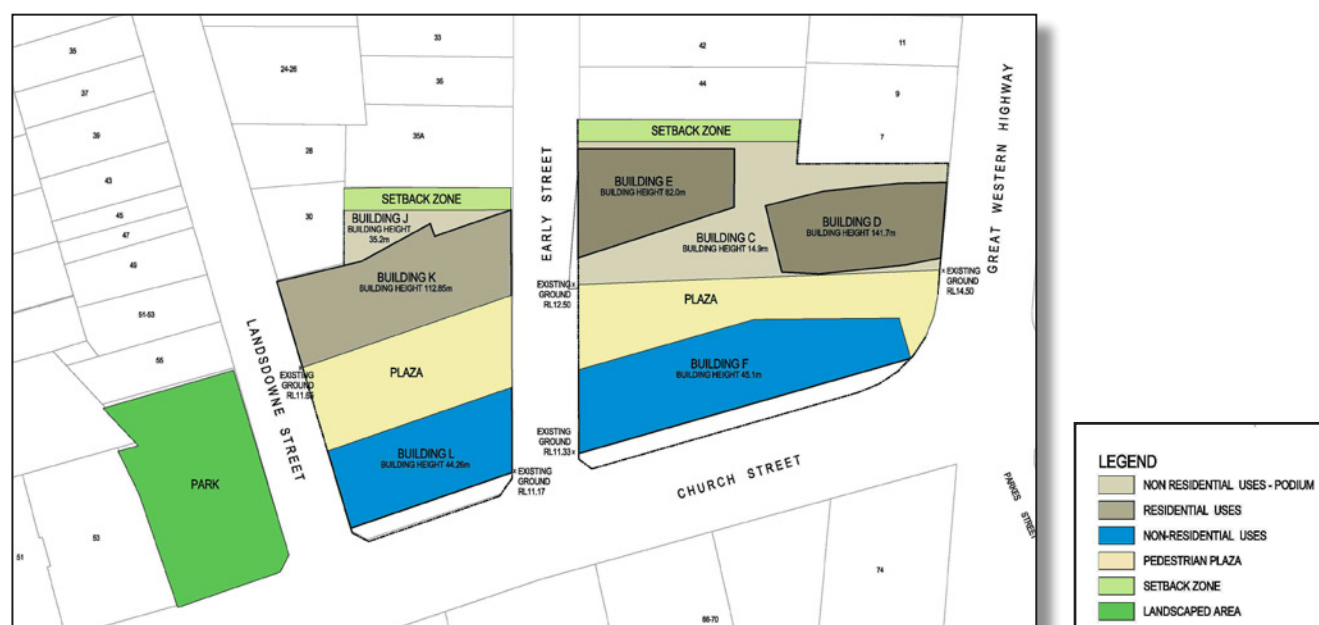 33
42
11
35
24-26
35
44
37
9
35A
SETBACK ZONE
39
7
28
BUILDING E
BUILDING HEIGHT 82.0m
43
SETBACK ZONE
45
30
BUILDING J
BUILDING HEIGHT
35.2m
BUILDING D
BUILDING HEIGHT 141.7m
47
BUILDING C
BUILDING HEIGHT 14.9m
49
EARLY STREET
GREAT WESTERN HIGHWAY
BUILDING K
BUILDING HEIGHT 112.85m
EXISTING
GROUND
RL12.50
EXISTING
GROUND
RL14.50
51-53
PLAZA
55
LANDSDOWNE STREET
EXISTING
GROUND
PLAZA
BUILDING F
BUILDING HEIGHT 45.1m
EXISTING
GROUND
RL11.33
BUILDING L
BUILDING HEIGHT 44.26m
EXISTING
GROUND
RL11.17
CHURCH STREET
PARK
PARKES STREET
53
51
74
66-70
LEGEND
NON RESIDENTIAL USES - PODIUM
RESIDENTIAL USES
NON-RESIDENTIAL USES
PEDESTRIAN PLAZA
SETBACK ZONE
LANDSCAPED AREA